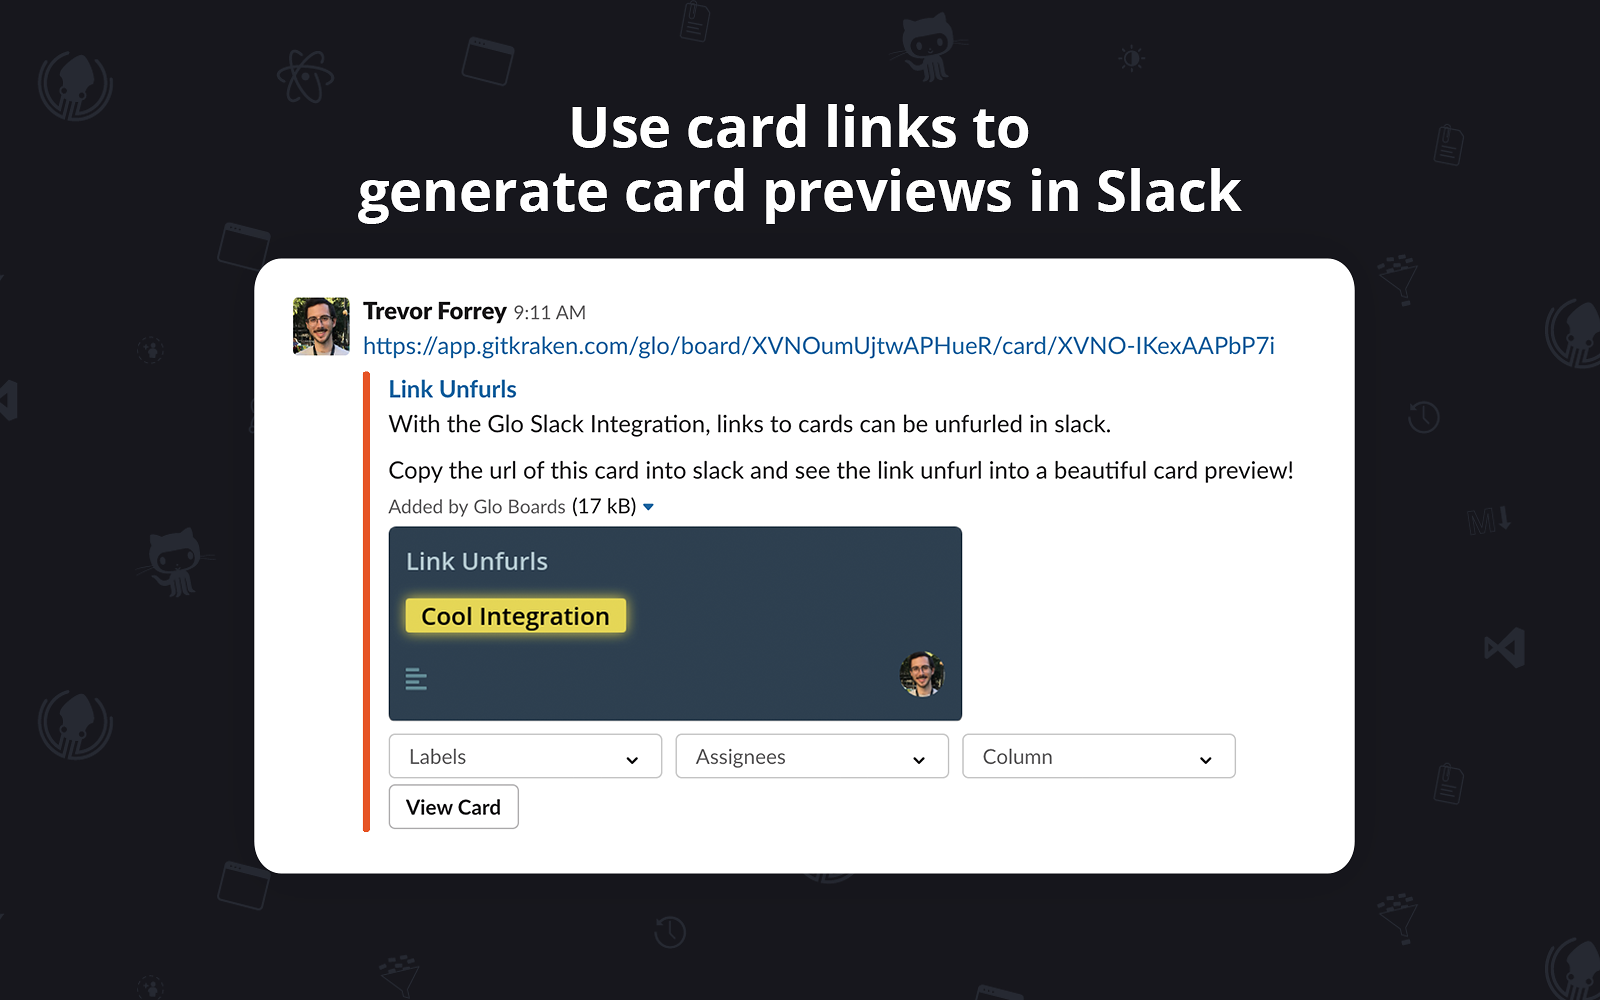 Use card links to
generate card previews in Slack
Trevor Forrey 9:11 AM
https://app.gitkraken.com/glo/board/XVNOumUjtwAPHueR/card/XVNO-IKexAAPbP7i
Link Unfurls
With the Glo Slack Integration, links to cards can be unfurled in slack.
Copy the url of this card into slack and see the link unfurl into a beautiful card preview!
Added by Glo Boards (17 kB)
Link Unfurls
Cool Integration
Labels Assignees Column
View Card
M